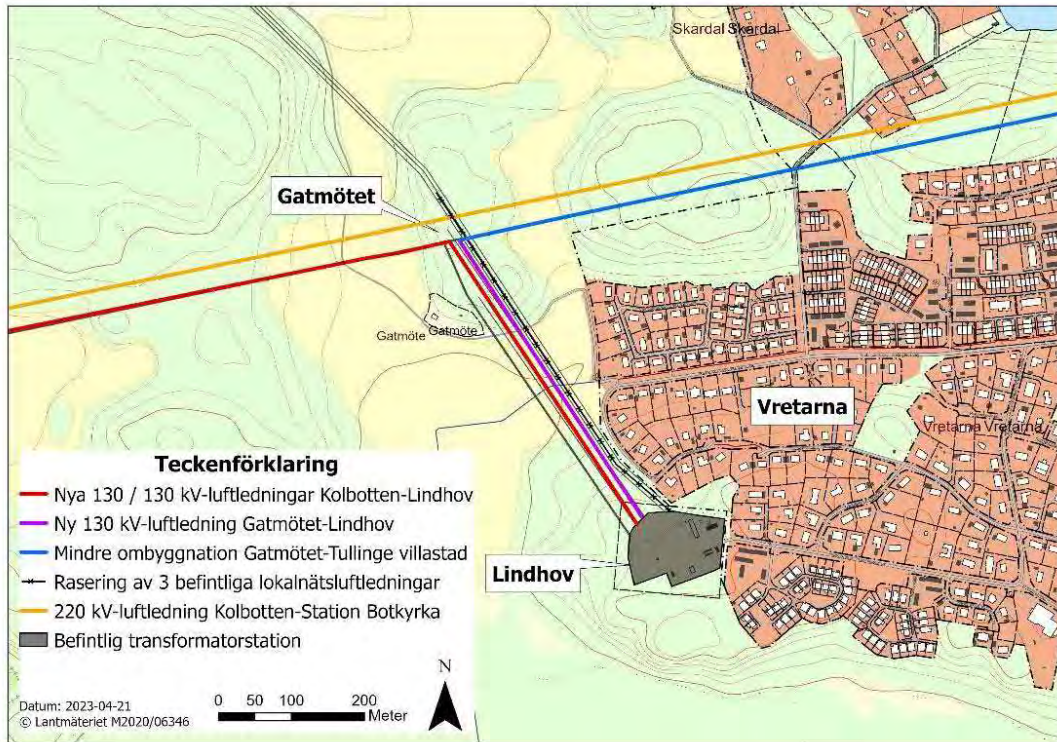 Skardal Skardal
Gatmötet
Gatmöte Gatmöte
Vretarna
Vretarna Vretarna
Lindhov
Teckenförklaring
Nya 130 / 130 kV-luftledningar Kolbotten-Lindhov
Ny 130 kV-luftledning Gatmötet-Lindhov
Mindre ombyggnation Gatmötet-Tullinge villastad
Rasering av 3 befintliga lokalnätsluftledningar
220 kV-luftledning Kolbotten-Station Botkyrka
Befintlig transformatorstation
N
0 50 100 200
Meter
Datum: 2023-04-21
© Lantmäteriet M2020/06346